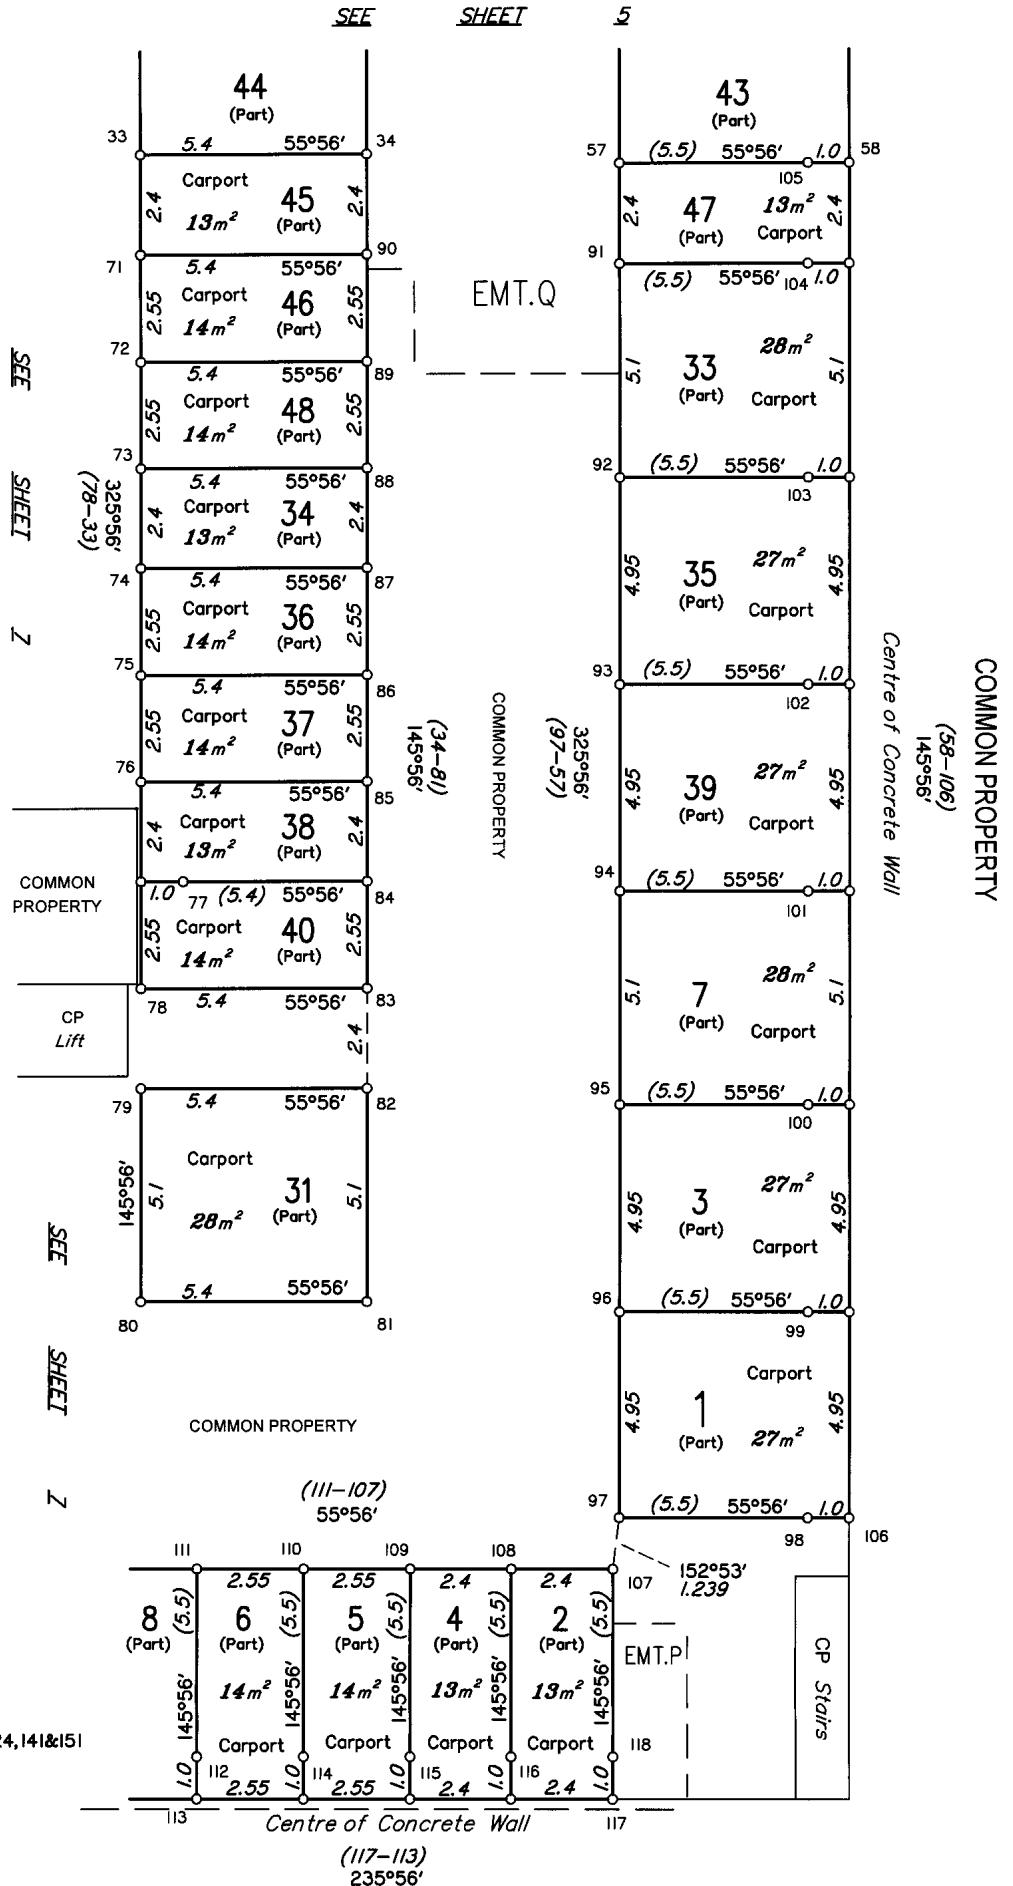 SEE SHEET 5
44
(Part)
33 5.4 55°56' 34
Carport
2.4 45 2.4
13m² (Part)
71 5.4 55°56' 90
Carport
2.55 46 2.55
14m² (Part)
72 5.4 55°56' 89
Carport
2.55 48 2.55
14m² (Part)
73 5.4 55°56' 88
Carport
2.4 34 2.4
13m² (Part)
74 5.4 55°56' 87
Carport
2.55 36 2.55
14m² (Part)
75 5.4 55°56' 86
Carport
2.55 37 2.55
14m² (Part)
76 5.4 55°56' 85
Carport
2.4 38 2.4
13m² (Part)
1.0 77 (5.4) 55°56' 84
Carport
2.55 40 2.55
14m² (Part)
78 5.4 55°56' 83
2.4
79 5.4 55°56' 82
Carport
145°56' 5.1 31 5.1
28m² (Part)
5.4 55°56'
80 81
SEE SHEET 7
325°56'
(78-33)
COMMON
PROPERTY
CP
Lift
SEE SHEET 7
(34-81)
145°56'
EMT.Q
COMMON PROPERTY
325°56'
(97-57)
43
(Part)
57 (5.5) 55°56' 105 1.0 58
2.4 47 13m² 2.4
(Part) Carport
91 (5.5) 55°56' 104 1.0
28m²
5.1 33 5.1
(Part) Carport
92 (5.5) 55°56' 1.0
103
27m²
4.95 35 4.95
(Part) Carport
93 (5.5) 55°56' 1.0
102
27m²
4.95 39 4.95
(Part) Carport
94 (5.5) 55°56' 1.0
101
28m²
5.1 7 5.1
(Part) Carport
95 (5.5) 55°56' 1.0
100
27m²
4.95 3 4.95
(Part) Carport
96 (5.5) 55°56' 1.0
99
Carport
4.95 1 4.95
(Part) 27m²
97 (5.5) 55°56' 1.0
98 106
Centre of Concrete Wall
(58-106)
145°56'
COMMON PROPERTY
COMMON PROPERTY
(111-107)
55°56'
111 110 109 108
152°53'
107 1.239
2.55 2.55 2.4 2.4
8 (5.5) 6 (5.5) 5 (5.5) 4 (5.5) 2 (5.5)
(Part) (Part) (Part) (Part) (Part)
EMT.P
145°56' 14m² 145°56' 14m² 145°56' 13m² 145°56' 13m² 145°56'
Carport Carport Carport Carport 118
24,141&151
1.0 112 1.0 114 1.0 115 1.0 116 1.0
2.55 2.55 2.4 2.4
113 117
CP Stairs
Centre of Concrete Wall
(117-113)
235°56'